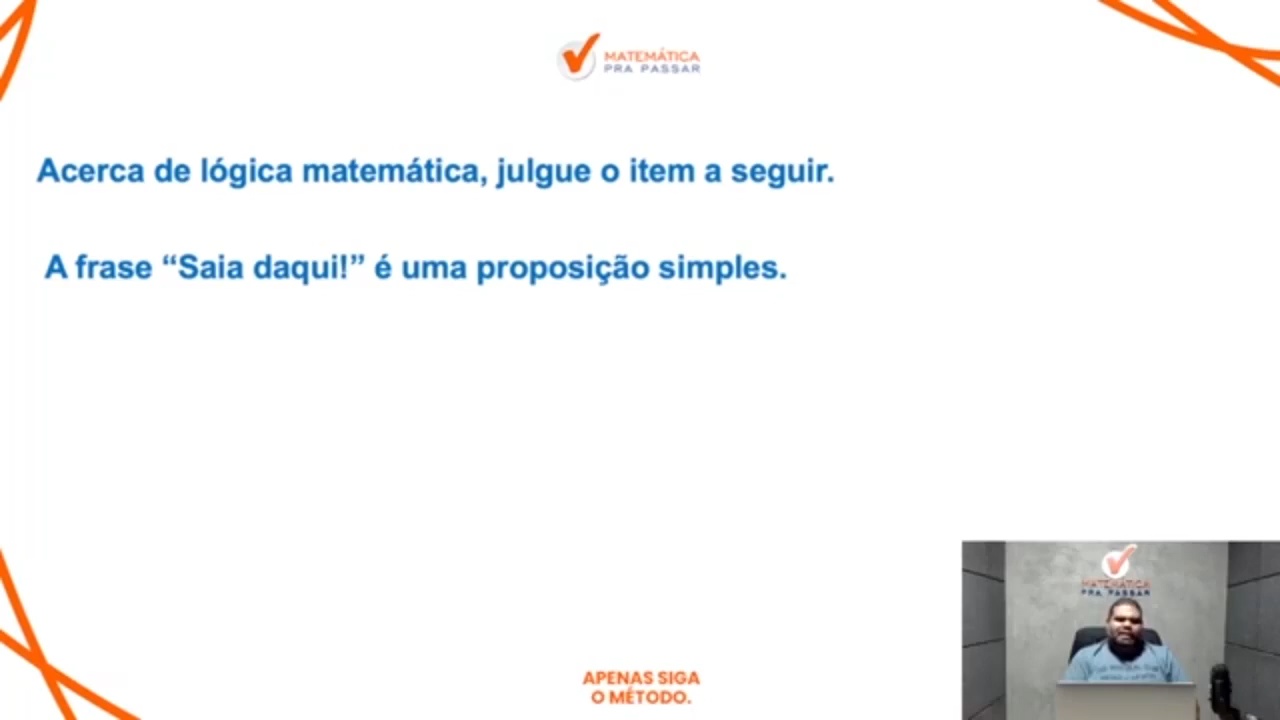 MATEMÁTICA
PRA PASSAR
Acerca de lógica matemática, julgue o item a seguir.
A frase “Saia daqui!” é uma proposição simples.
MATEMÁTICA
PRA PASSAR
APENAS SIGA
O MÉTODO.